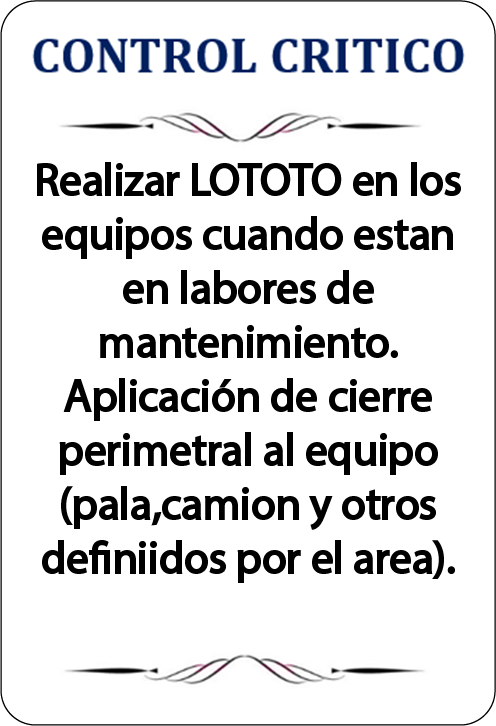 CONTROL CRITICO
Realizar LOTOTO en los
equipos cuando estan
en labores de
mantenimiento.
Aplicación de cierre
perimetral al equipo
(pala,camion y otros
definiidos por el area).